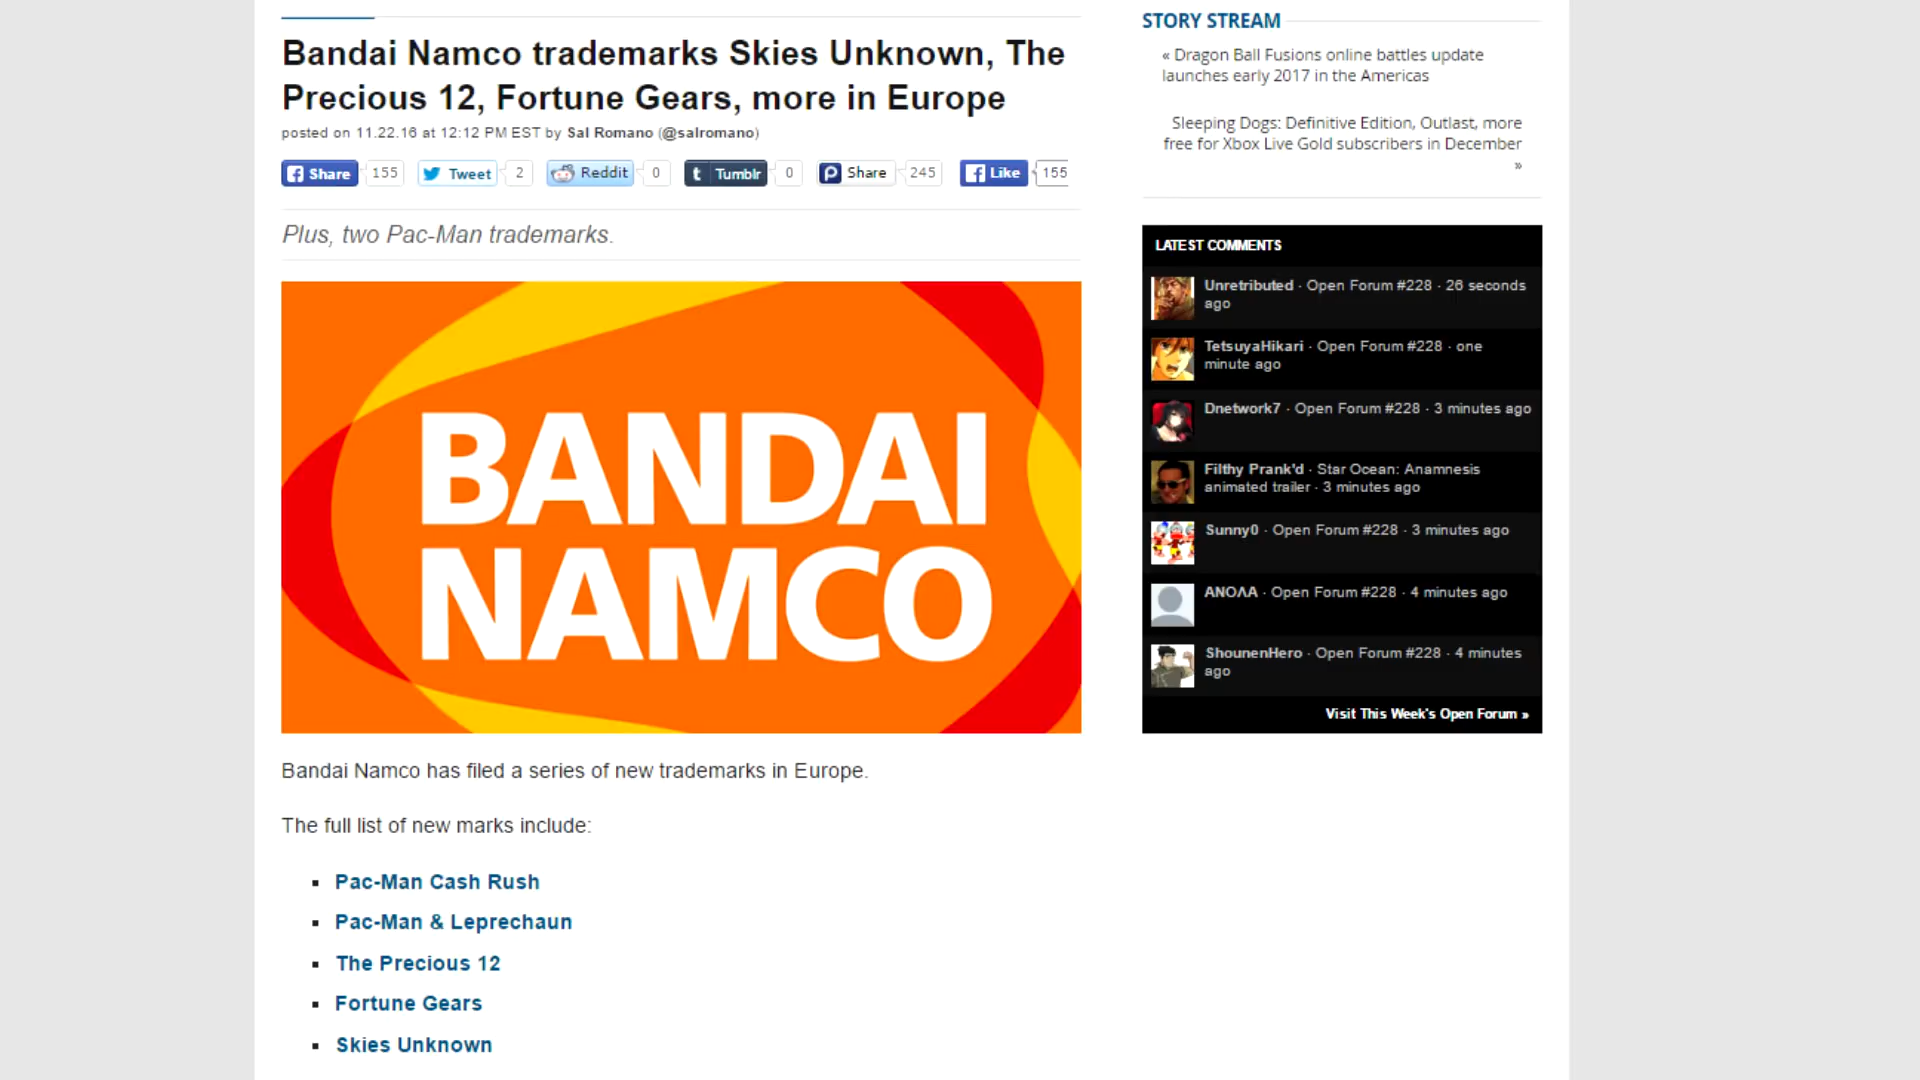 Bandai Namco trademarks Skies Unknown, The
Precious 12, Fortune Gears, more in Europe
posted on 11.22.16 at 12:12 PM EST by Sal Romano (@salromano)
Share 155 Tweet 2 Reddit 0 Tumblr 0 Share 245 Like 155
Plus, two Pac-Man trademarks.
BANDAI
NAMCO
Bandai Namco has filed a series of new trademarks in Europe.
The full list of new marks include:
▪ Pac-Man Cash Rush
▪ Pac-Man & Leprechaun
▪ The Precious 12
▪ Fortune Gears
▪ Skies Unknown
STORY STREAM
« Dragon Ball Fusions online battles update
launches early 2017 in the Americas
Sleeping Dogs: Definitive Edition, Outlast, more
free for Xbox Live Gold subscribers in December
»
LATEST COMMENTS
Unretributed · Open Forum #228 · 26 seconds
ago
TetsuyaHikari · Open Forum #228 · one
minute ago
Dnetwork7 · Open Forum #228 · 3 minutes ago
Filthy Prank'd · Star Ocean: Anamnesis
animated trailer · 3 minutes ago
Sunny0 · Open Forum #228 · 3 minutes ago
ANOΛA · Open Forum #228 · 4 minutes ago
ShounenHero · Open Forum #228 · 4 minutes
ago
Visit This Week's Open Forum »